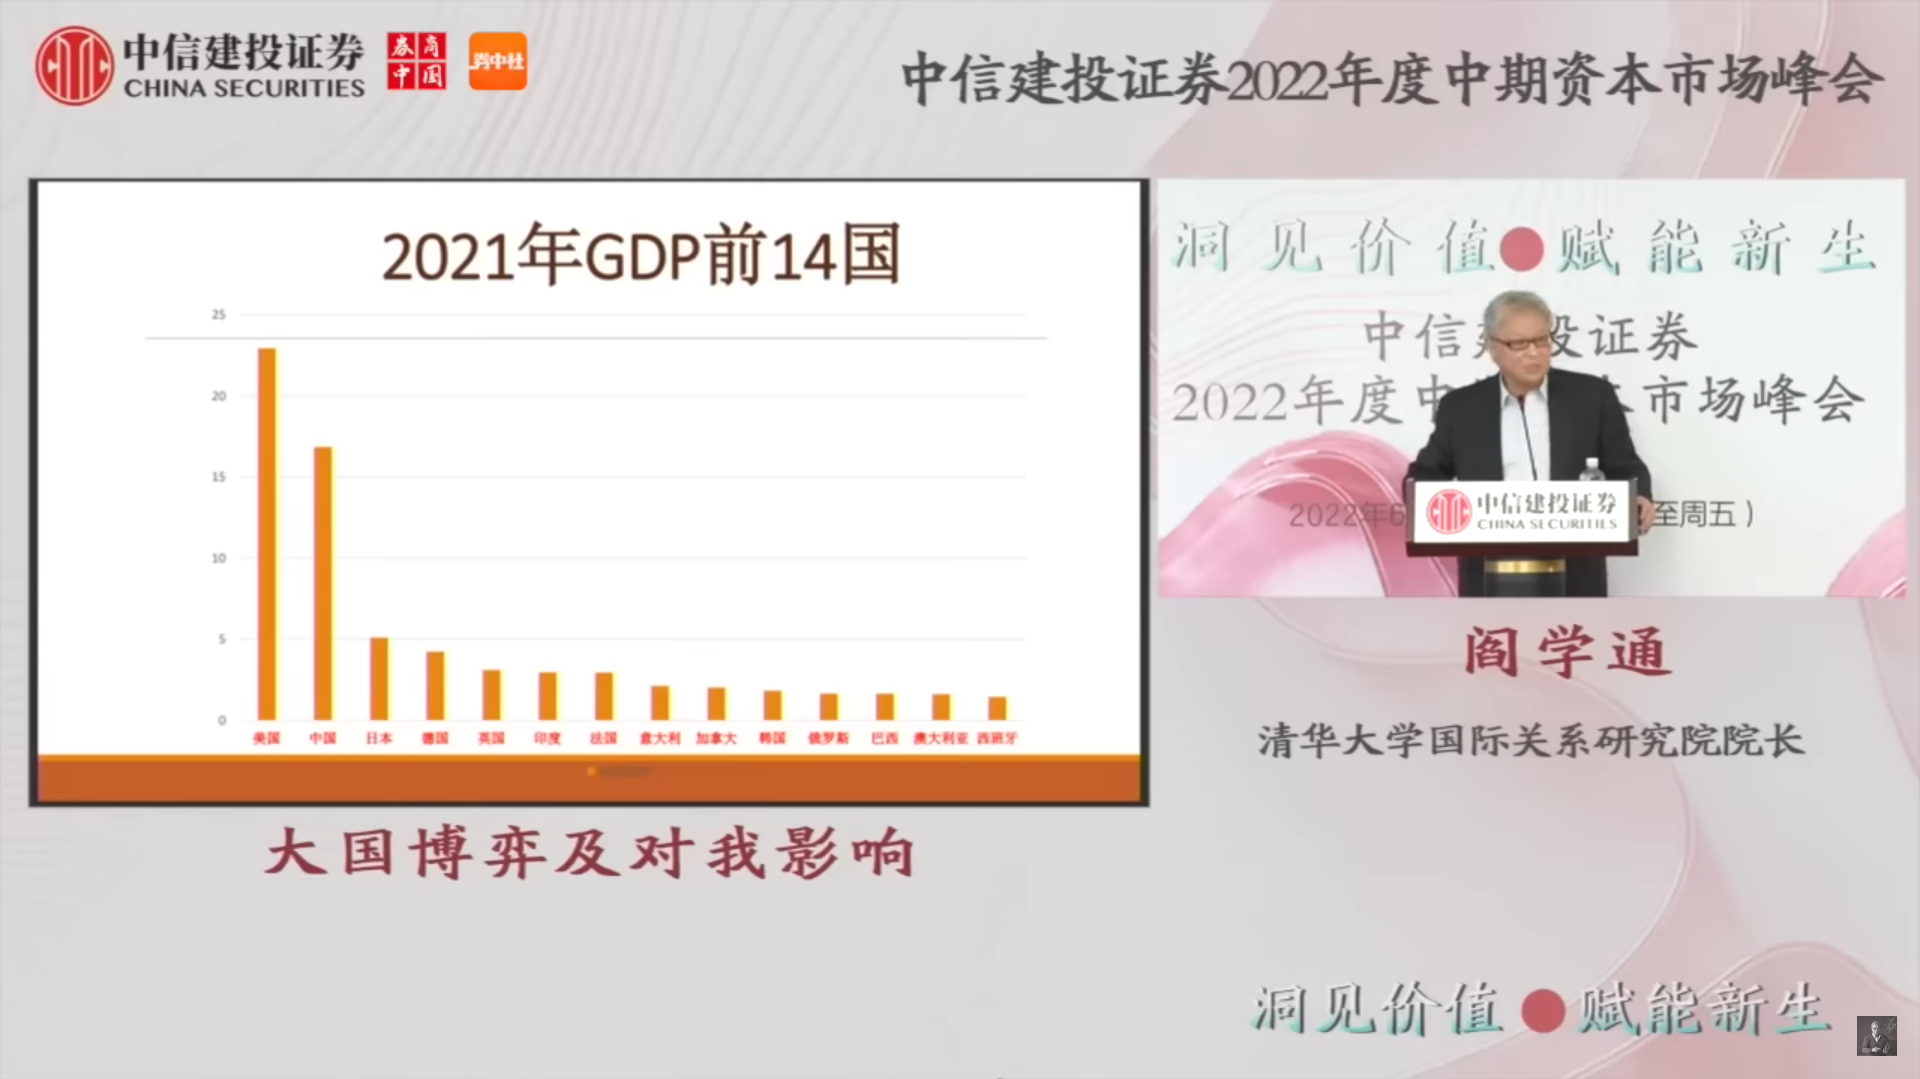 中信建投证券
CHINA SECURITIES
券商
中国
券中社
中信建投证券2022年度中期资本市场峰会
2021年GDP前14国
25
20
15
10
5
0
美国 中国 日本 德国 英国 印度 法国 意大利 加拿大 韩国 俄罗斯 巴西 澳大利亚 西班牙
大国博弈及对我影响
洞见价值●赋能新生
中信 投证券
2022年度中 本市场峰会
2022年6 至周五）
中信建投证券
CHINA SECURITIES
阎学通
清华大学国际关系研究院院长
洞见价值●赋能新生